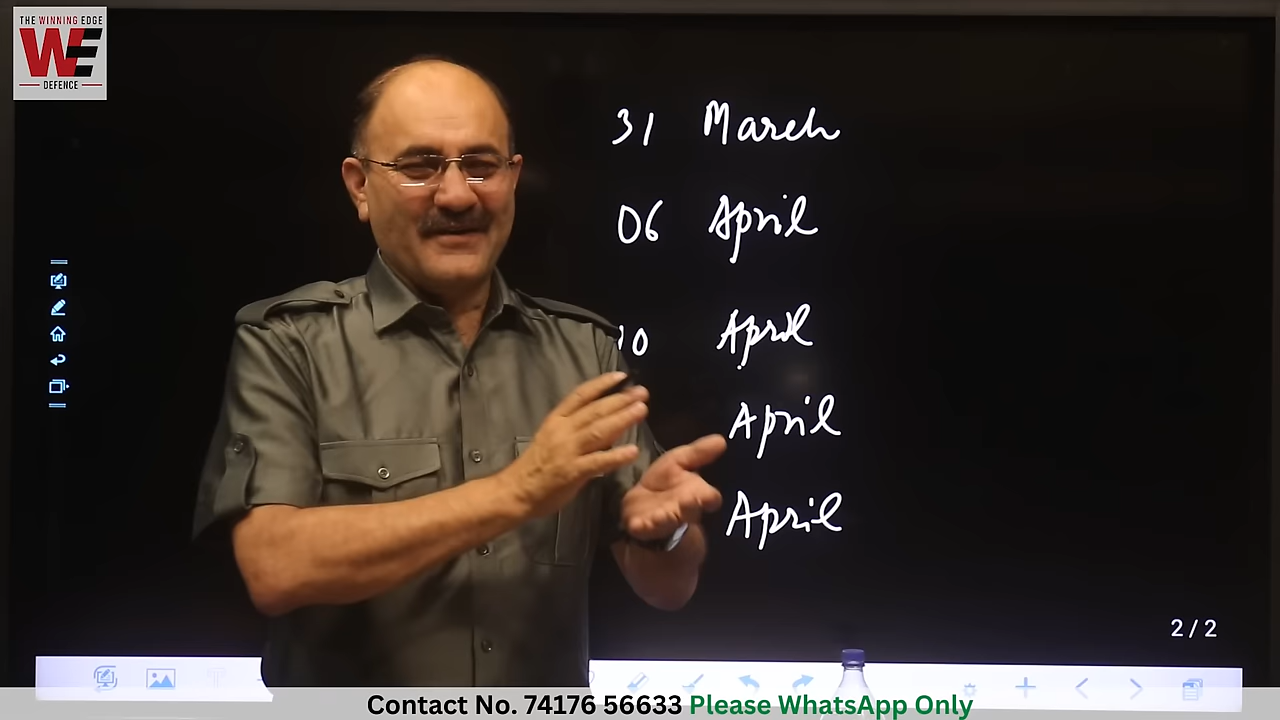 THE WINNING EDGE
WE
DEFENCE
31 March
06 April
10 April
April
April
2/2
Contact No. 74176 56633 Please WhatsApp Only